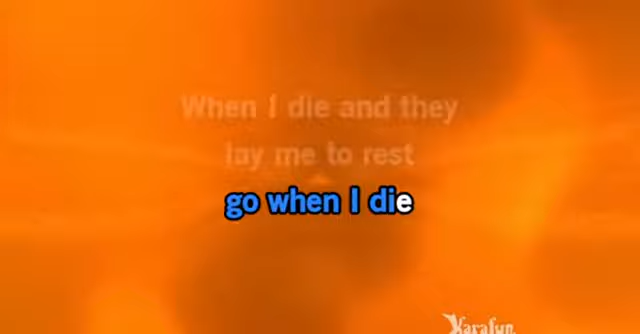 When I die and they
lay me to rest
go when I die
Karafun